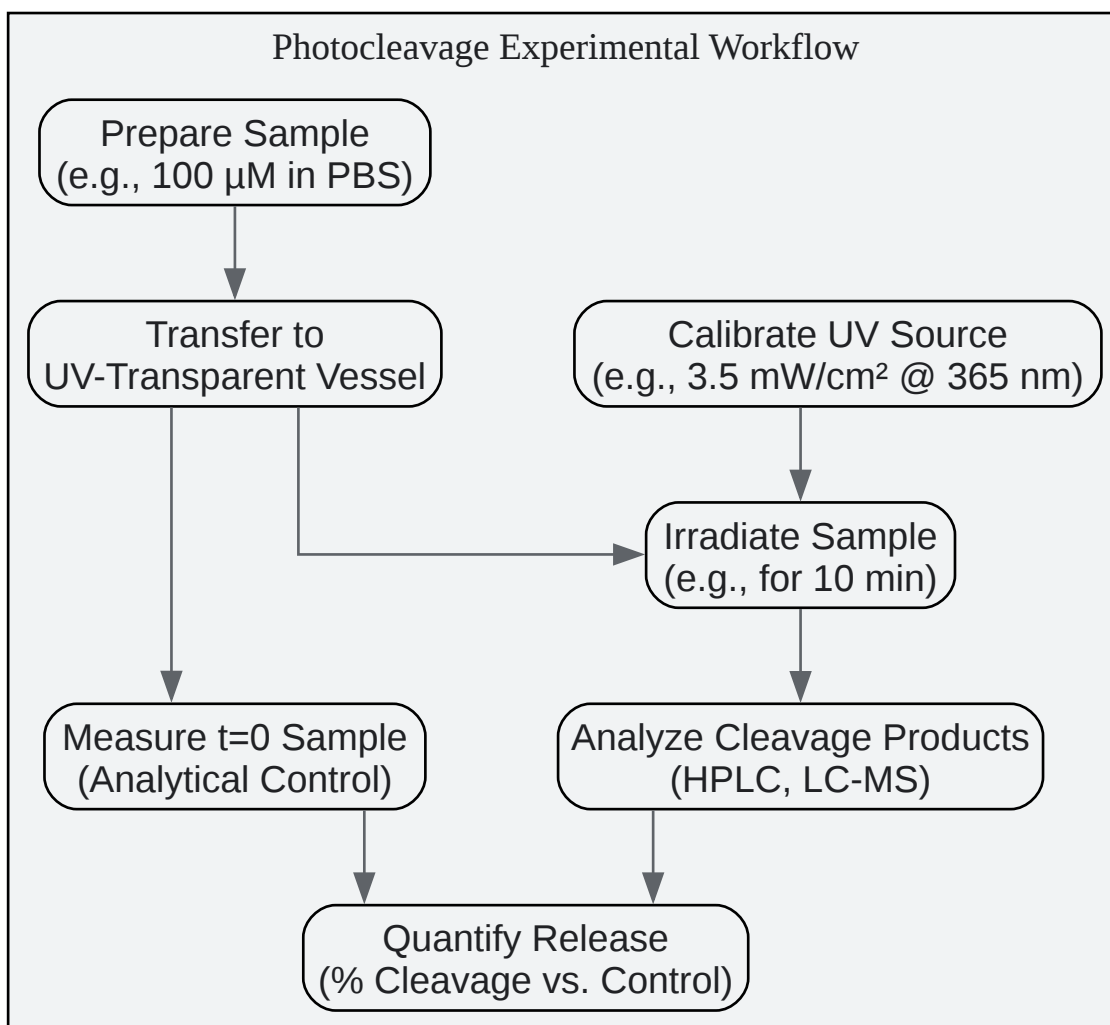 Photocleavage Experimental Workflow
Prepare Sample
(e.g., 100 µM in PBS)
Transfer to
UV-Transparent Vessel
Calibrate UV Source
(e.g., 3.5 mW/cm² @ 365 nm)
Irradiate Sample
(e.g., for 10 min)
Measure t=0 Sample
(Analytical Control)
Analyze Cleavage Products
(HPLC, LC-MS)
Quantify Release
(% Cleavage vs. Control)